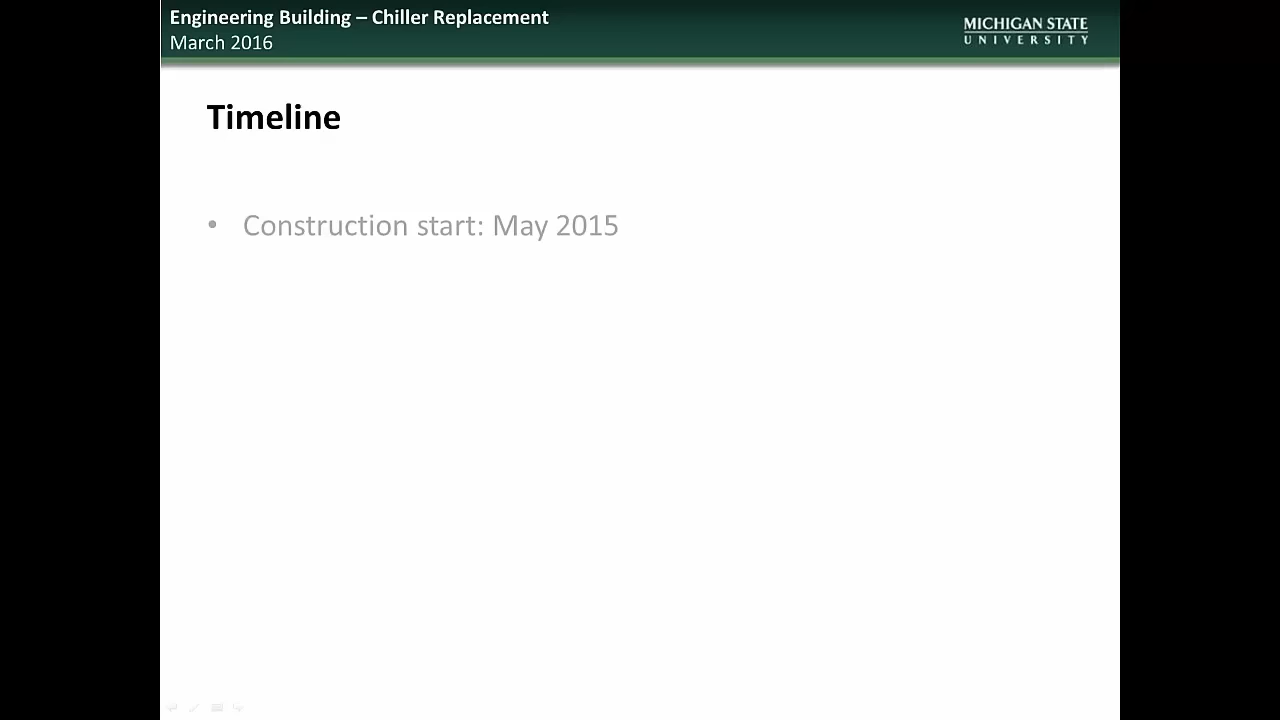 Engineering Building – Chiller Replacement
March 2016
MICHIGAN STATE
UNIVERSITY
Timeline
• Construction start: May 2015